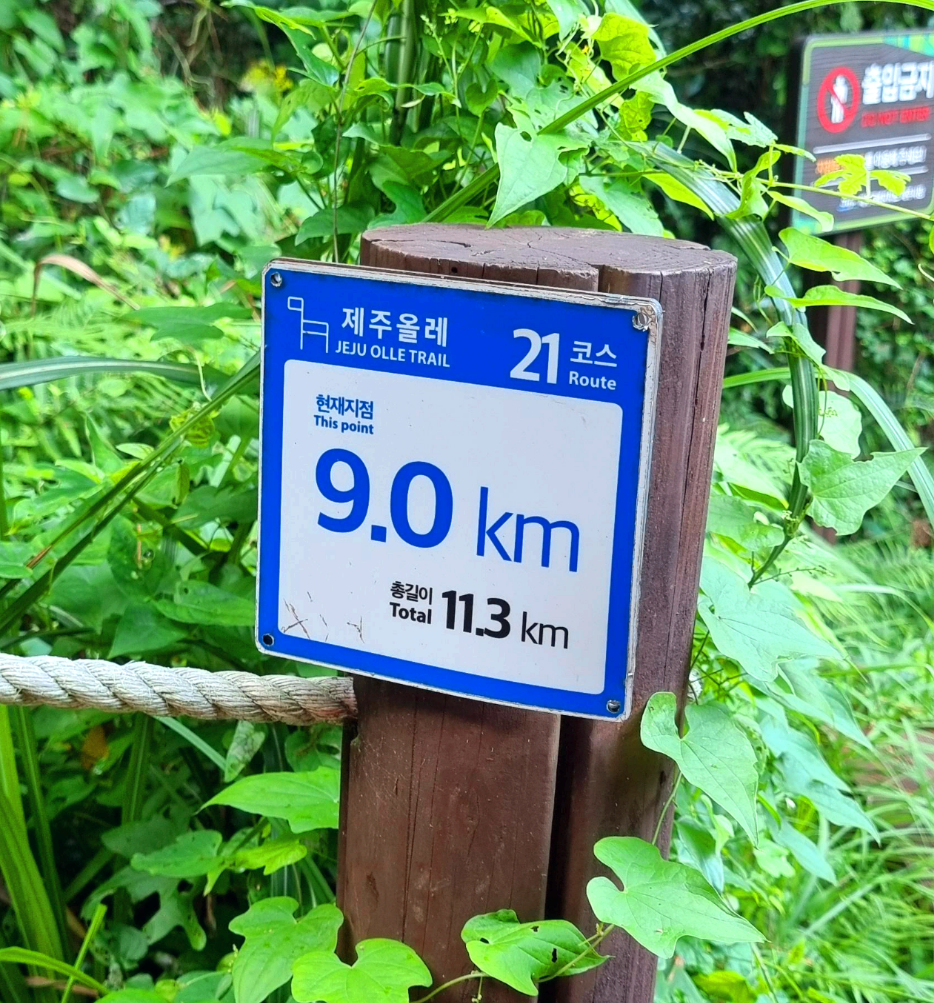 제주올레
JEJU OLLE TRAIL
21 코스
Route
현재지점
This point
9.0 km
총길이
Total 11.3 km
출입금지
DO NOT ENTER